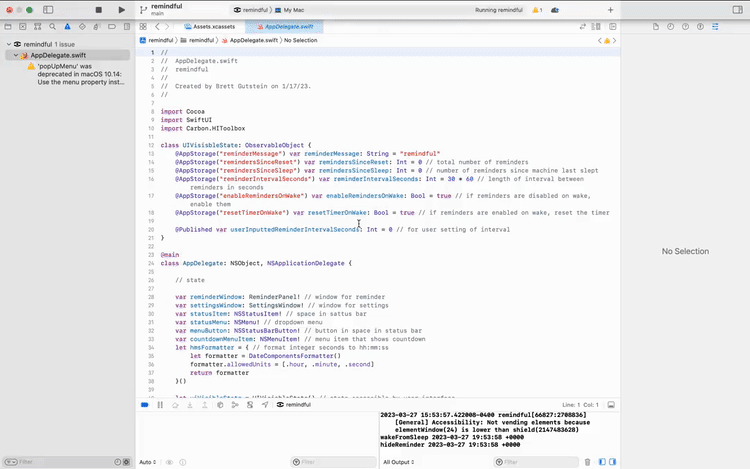 remindful
main
remindful
My Mac
Running remindful
1
Assets.xcassets
AppDelegate.swift
remindful 1 issue
AppDelegate.swift
'popUpMenu' was
deprecated in macOS 10.14:
Use the menu property inst...
remindful
remindful
AppDelegate.swift
No Selection
1 //
2 // AppDelegate.swift
3 // remindful
4 //
5 // Created by Brett Gutstein on 1/17/23.
6 //
8 import Cocoa
9 import SwiftUI
10 import Carbon.HIToolbox
12 class UIVisisbleState: ObservableObject {
13 @AppStorage("reminderMessage") var reminderMessage: String = "remindful"
14 @AppStorage("remindersSinceReset") var remindersSinceReset: Int = 0 // total number of reminders
15 @AppStorage("remindersSinceSleep") var remindersSinceSleep: Int = 0 // number of reminders since machine last slept
16 @AppStorage("reminderIntervalSeconds") var reminderIntervalSeconds: Int = 30 * 60 // length of interval between
reminders in seconds
17 @AppStorage("enableRemindersOnWake") var enableRemindersOnWake: Bool = true // if reminders are disabled on wake,
enable them
18 @AppStorage("resetTimerOnWake") var resetTimerOnWake: Bool = true // if reminders are enabled on wake, reset the timer
20 @Published var userInputtedReminderIntervalSeconds: Int = 0 // for user setting of interval
21 }
23 @main
24 class AppDelegate: NSObject, NSApplicationDelegate {
26 // state
28 var reminderWindow: ReminderPanel! // window for reminder
29 var settingsWindow: SettingsWindow! // window for settings
30 var statusItem: NSStatusItem! // space in sattus bar
31 var statusMenu: NSMenu! // dropdown menu
32 var menuButton: NSStatusBarButton! // button in space in status bar
33 var countdownMenuItem: NSMenuItem! // menu item that shows countdown
34 let hmsFormatter = { // format integer seconds to hh:mm:ss
35 let formatter = DateComponentsFormatter()
36 formatter.allowedUnits = [.hour, .minute, .second]
37 return formatter
38 }()
No Selection
remindful
Line: 1 Col: 1
2023-03-27 15:53:57.422008-0400 remindful[66827:2708836]
[General] Accessibility: Not vending elements because
elementWindow(24) is lower than shield(2147483628)
wakeFromSleep 2023-03-27 19:53:58 +0000
hideReminder 2023-03-27 19:53:58 +0000
Filter
Auto
Filter
All Output
Filter